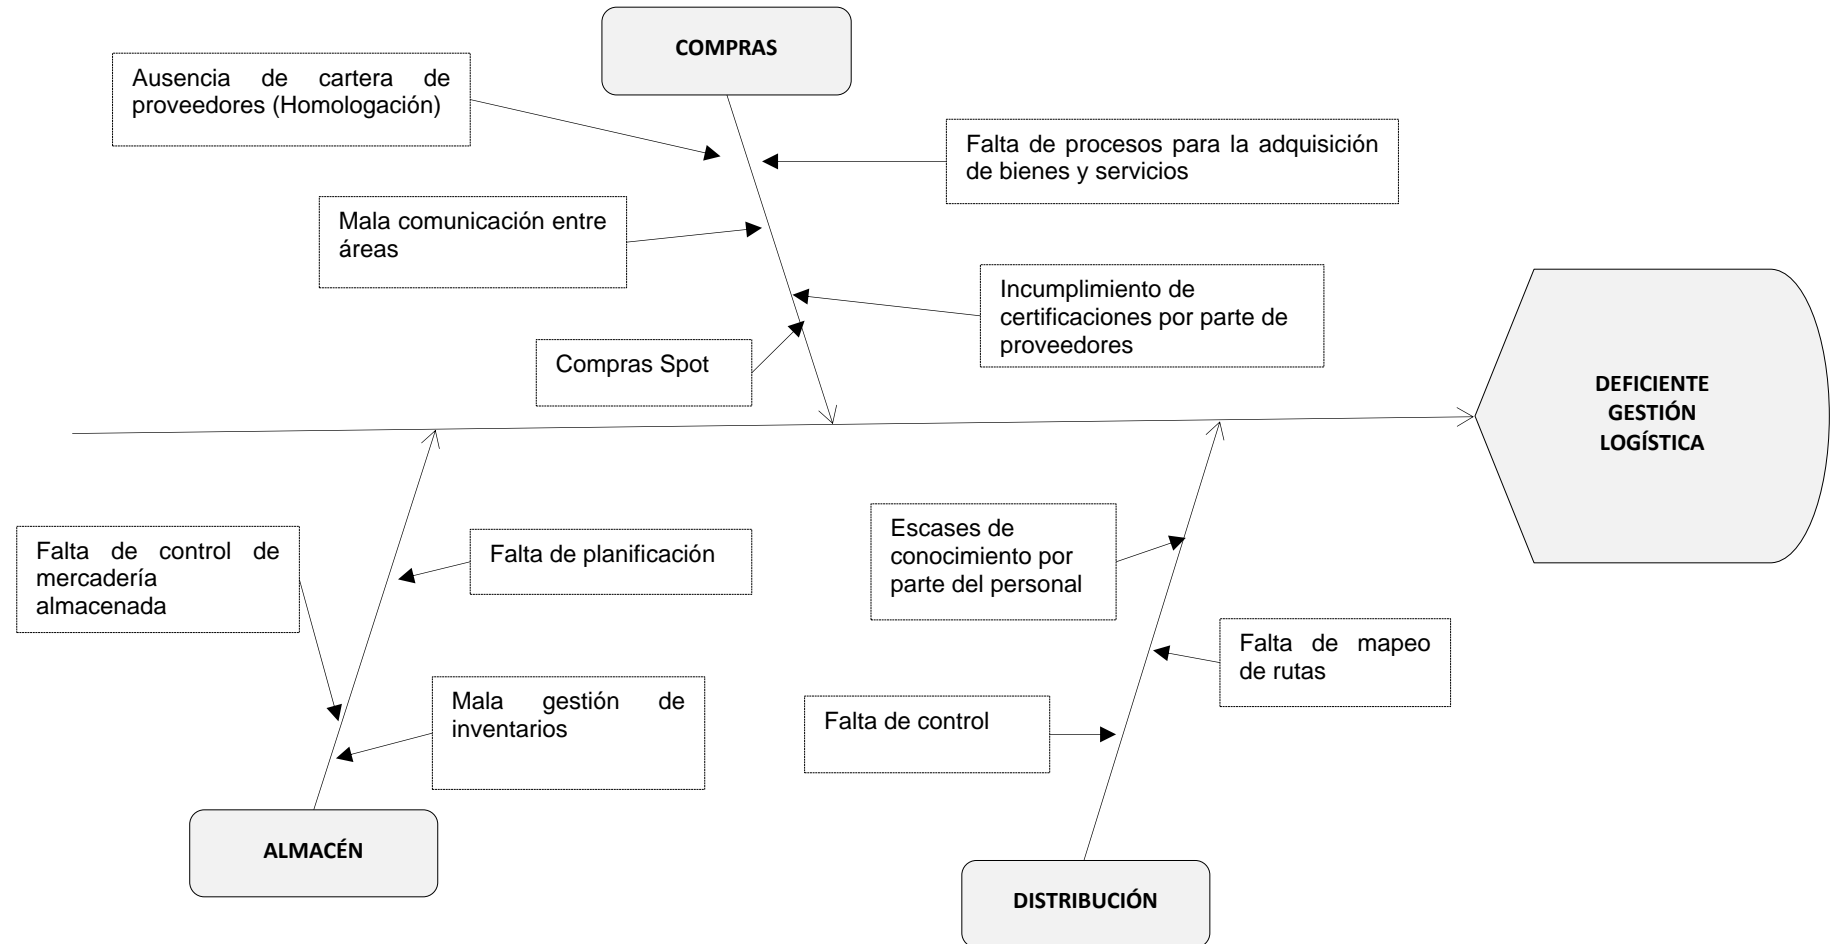 COMPRAS
Ausencia de cartera de
proveedores (Homologación)
Falta de procesos para la adquisición
de bienes y servicios
Mala comunicación entre
áreas
Incumplimiento de
certificaciones por parte de
proveedores
Compras Spot
DEFICIENTE
GESTIÓN
LOGÍSTICA
Falta de control de
mercadería
almacenada
Falta de planificación
Escases de
conocimiento por
parte del personal
Falta de mapeo
de rutas
Mala gestión de
inventarios
Falta de control
ALMACÉN
DISTRIBUCIÓN